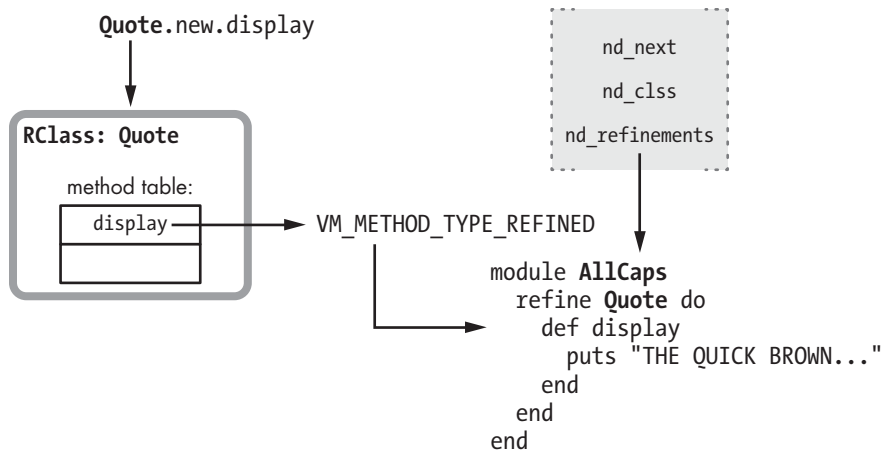 Quote.new.display
RClass: Quote
method table:
display
VM_METHOD_TYPE_REFINED
nd_next
nd_clss
nd_refinements
module AllCaps
  refine Quote do
    def display
      puts "THE QUICK BROWN..."
    end
  end
end